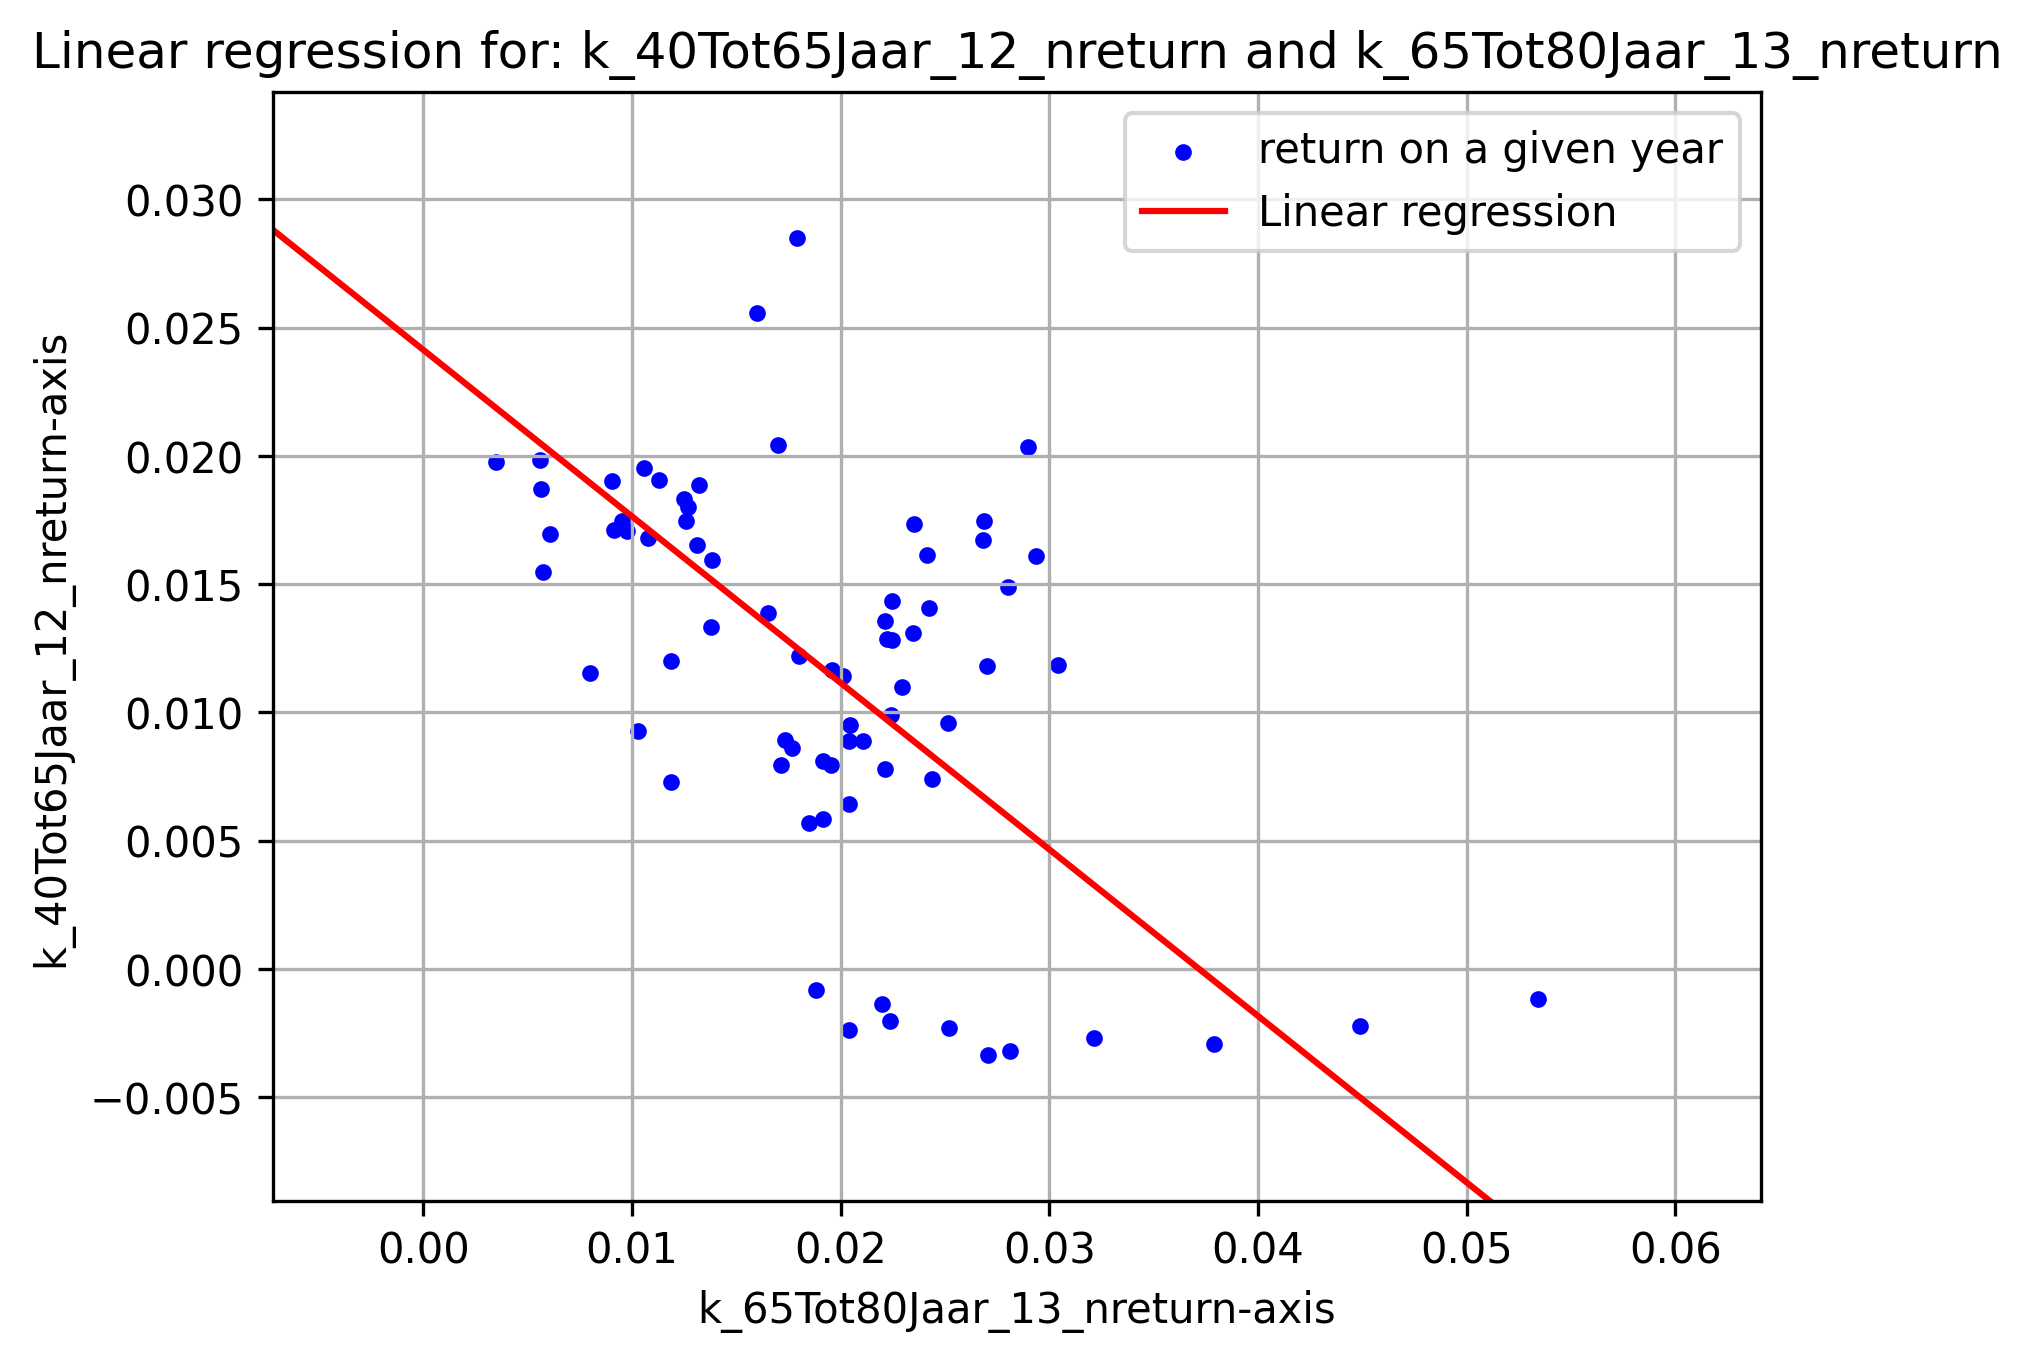 Linear regression for: k_40Tot65Jaar_12_nreturn and k_65Tot80Jaar_13_nreturn
return on a given year
Linear regression
0.030
0.025
0.020
0.015
0.010
0.005
0.000
−0.005
k_40Tot65Jaar_12_nreturn-axis
0.00 0.01 0.02 0.03 0.04 0.05 0.06
k_65Tot80Jaar_13_nreturn-axis